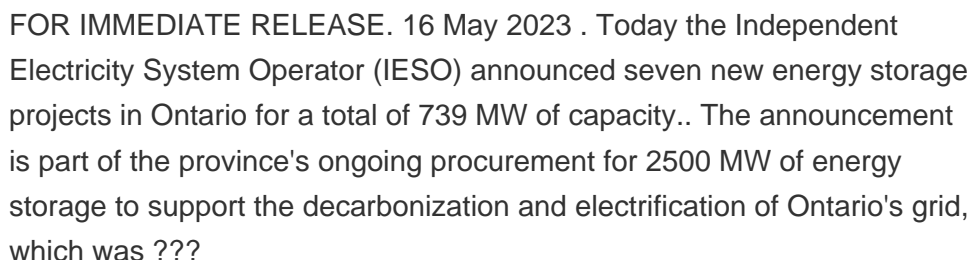 FOR IMMEDIATE RELEASE. 16 May 2023 . Today the Independent
Electricity System Operator (IESO) announced seven new energy storage
projects in Ontario for a total of 739 MW of capacity.. The announcement
is part of the province's ongoing procurement for 2500 MW of energy
storage to support the decarbonization and electrification of Ontario's grid,
which was ???